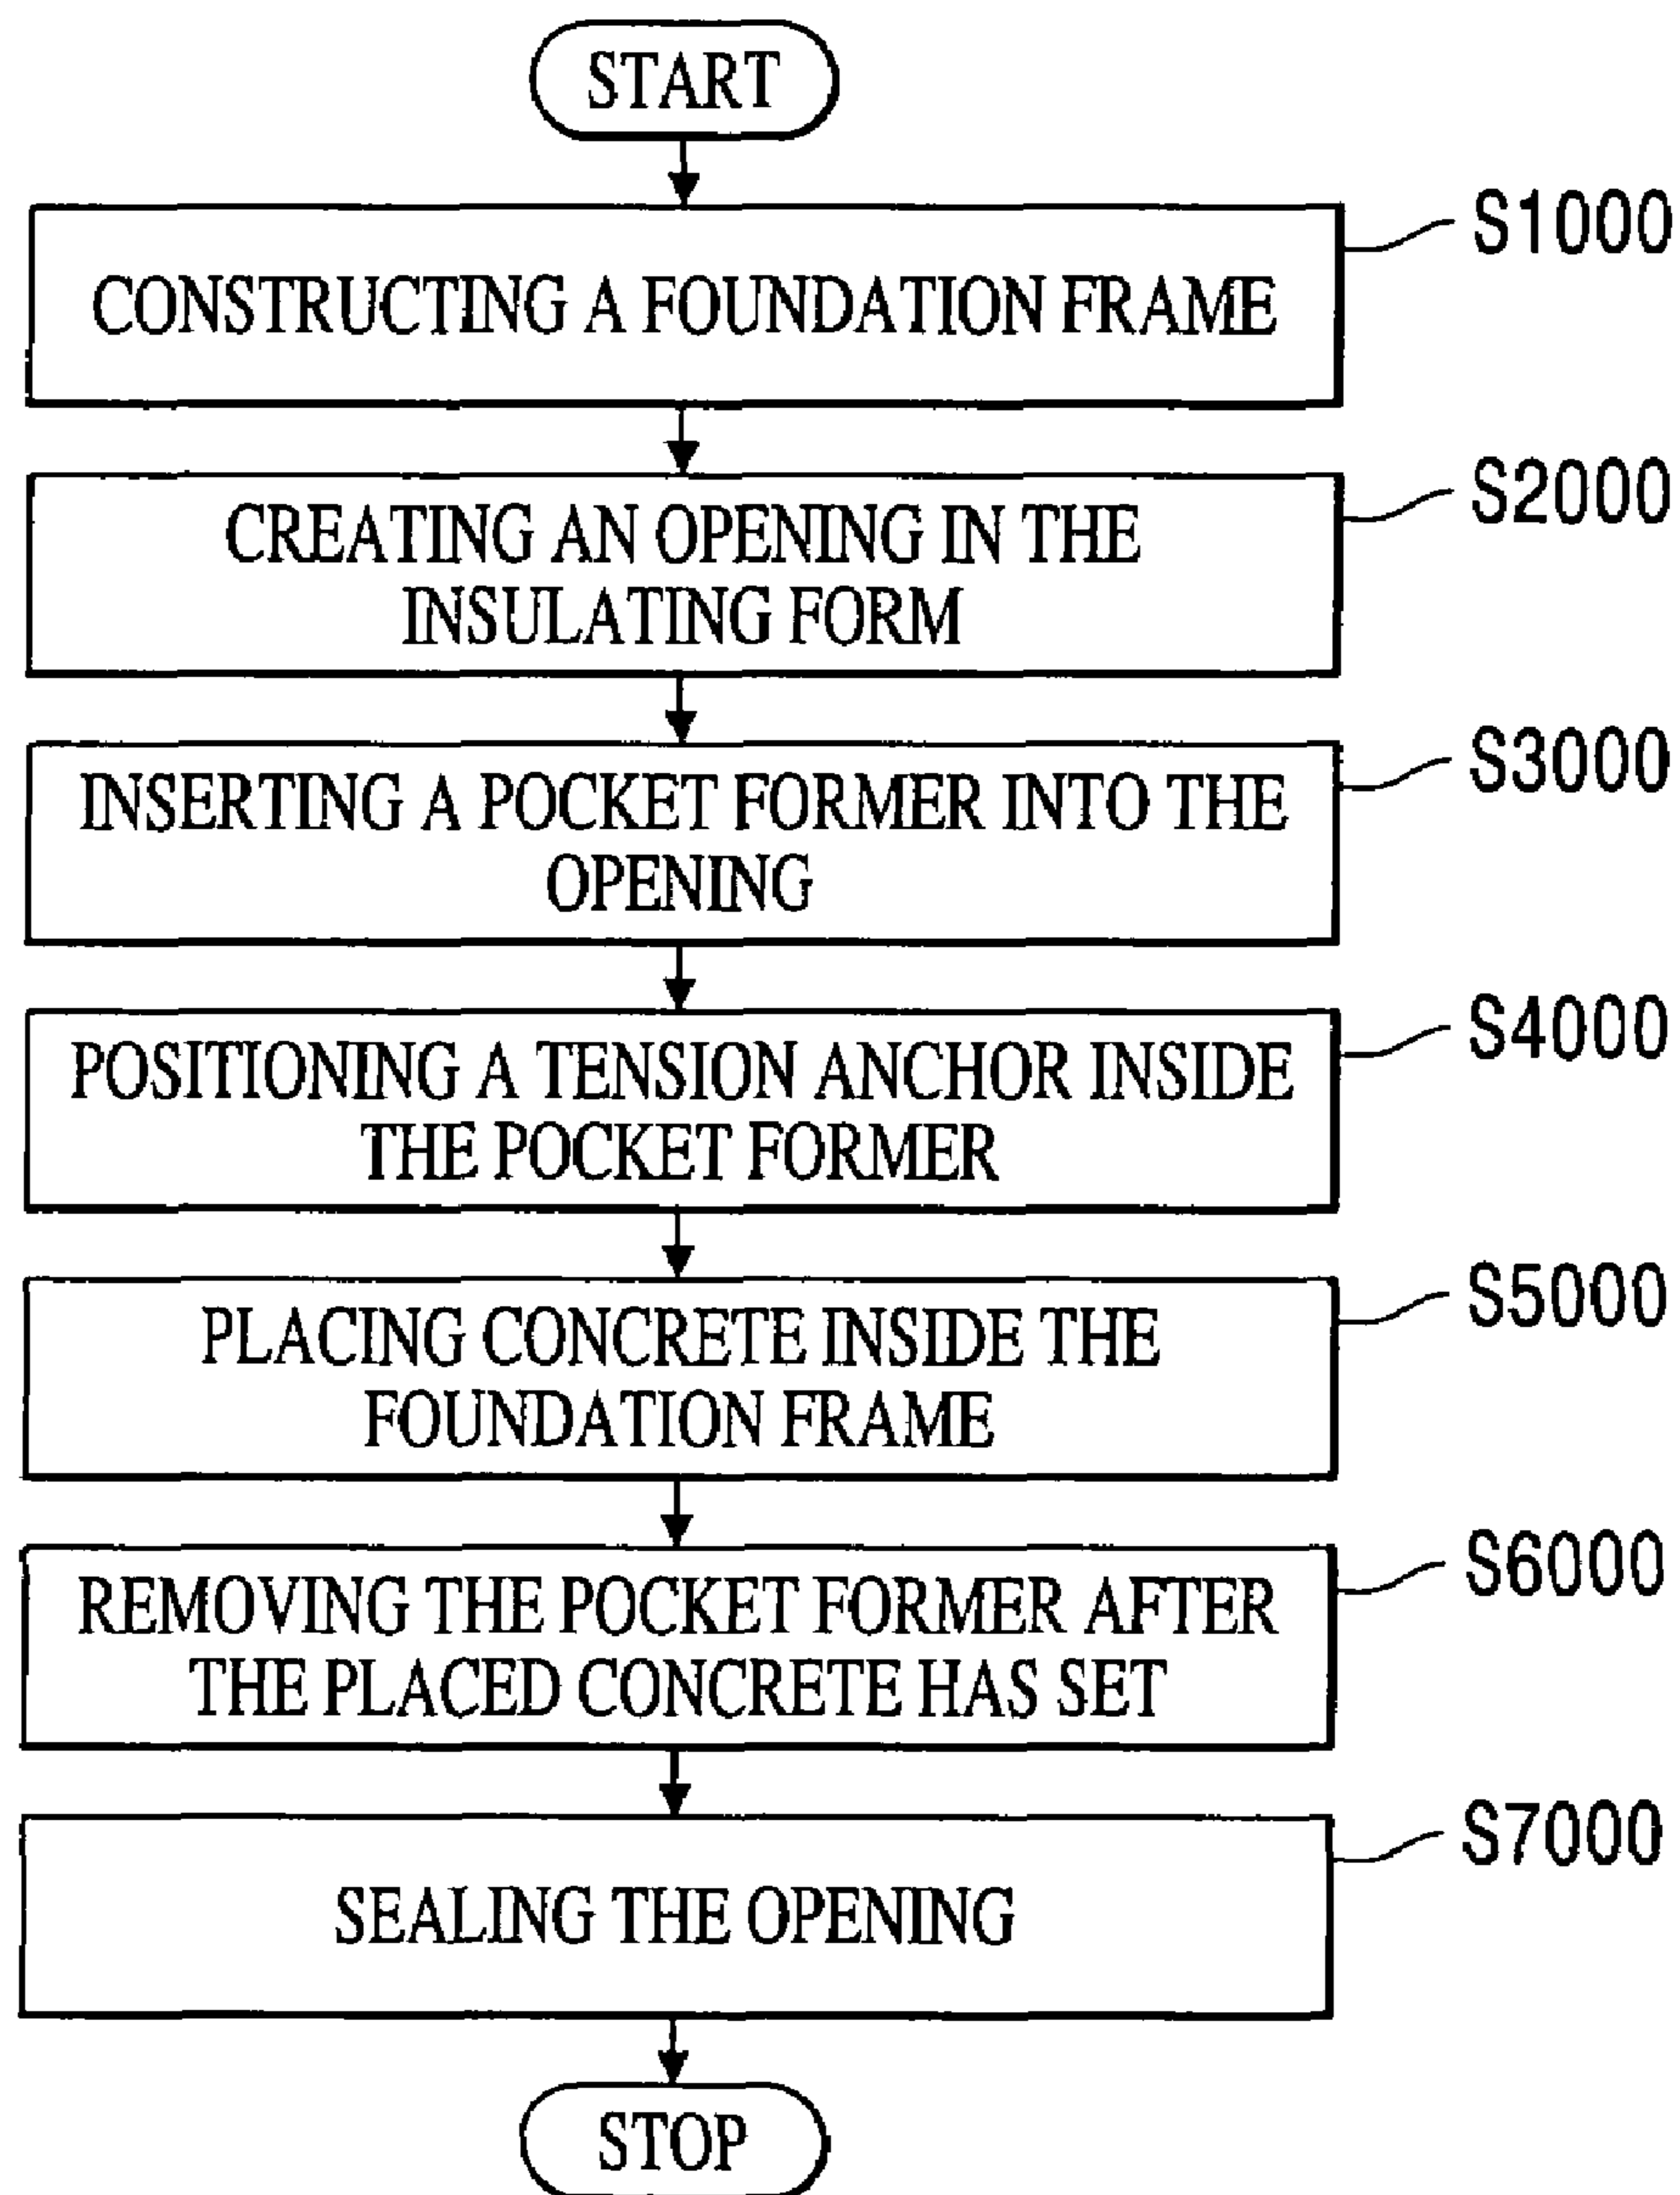 START
S1000
CONSTRUCTING A FOUNDATION FRAME
S2000
CREATING AN OPENING IN THE
INSULATING FORM
S3000
INSERTING A POCKET FORMER INTO THE
OPENING
S4000
POSITIONING A TENSION ANCHOR INSIDE
THE POCKET FORMER
S5000
PLACING CONCRETE INSIDE THE
FOUNDATION FRAME
S6000
REMOVING THE POCKET FORMER AFTER
THE PLACED CONCRETE HAS SET
S7000
SEALING THE OPENING
STOP